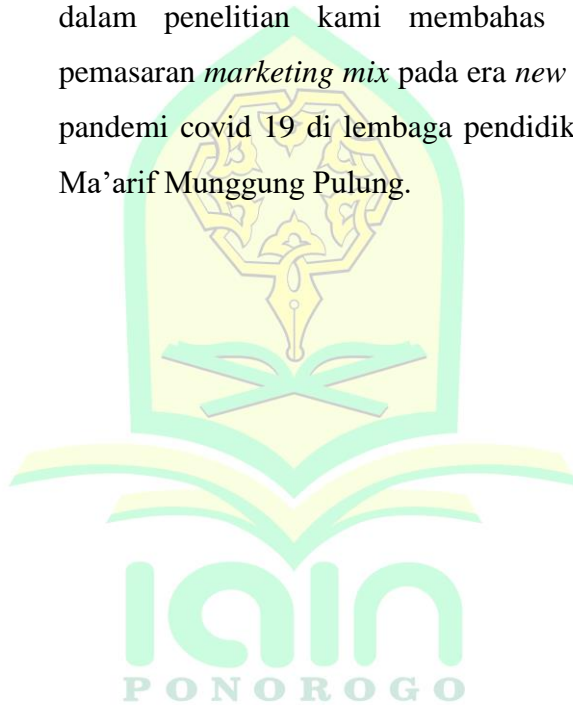 dalam penelitian kami membahas
pemasaran marketing mix pada era new
pandemi covid 19 di lembaga pendidik
Ma’arif Munggung Pulung.
iain
PONOROGO